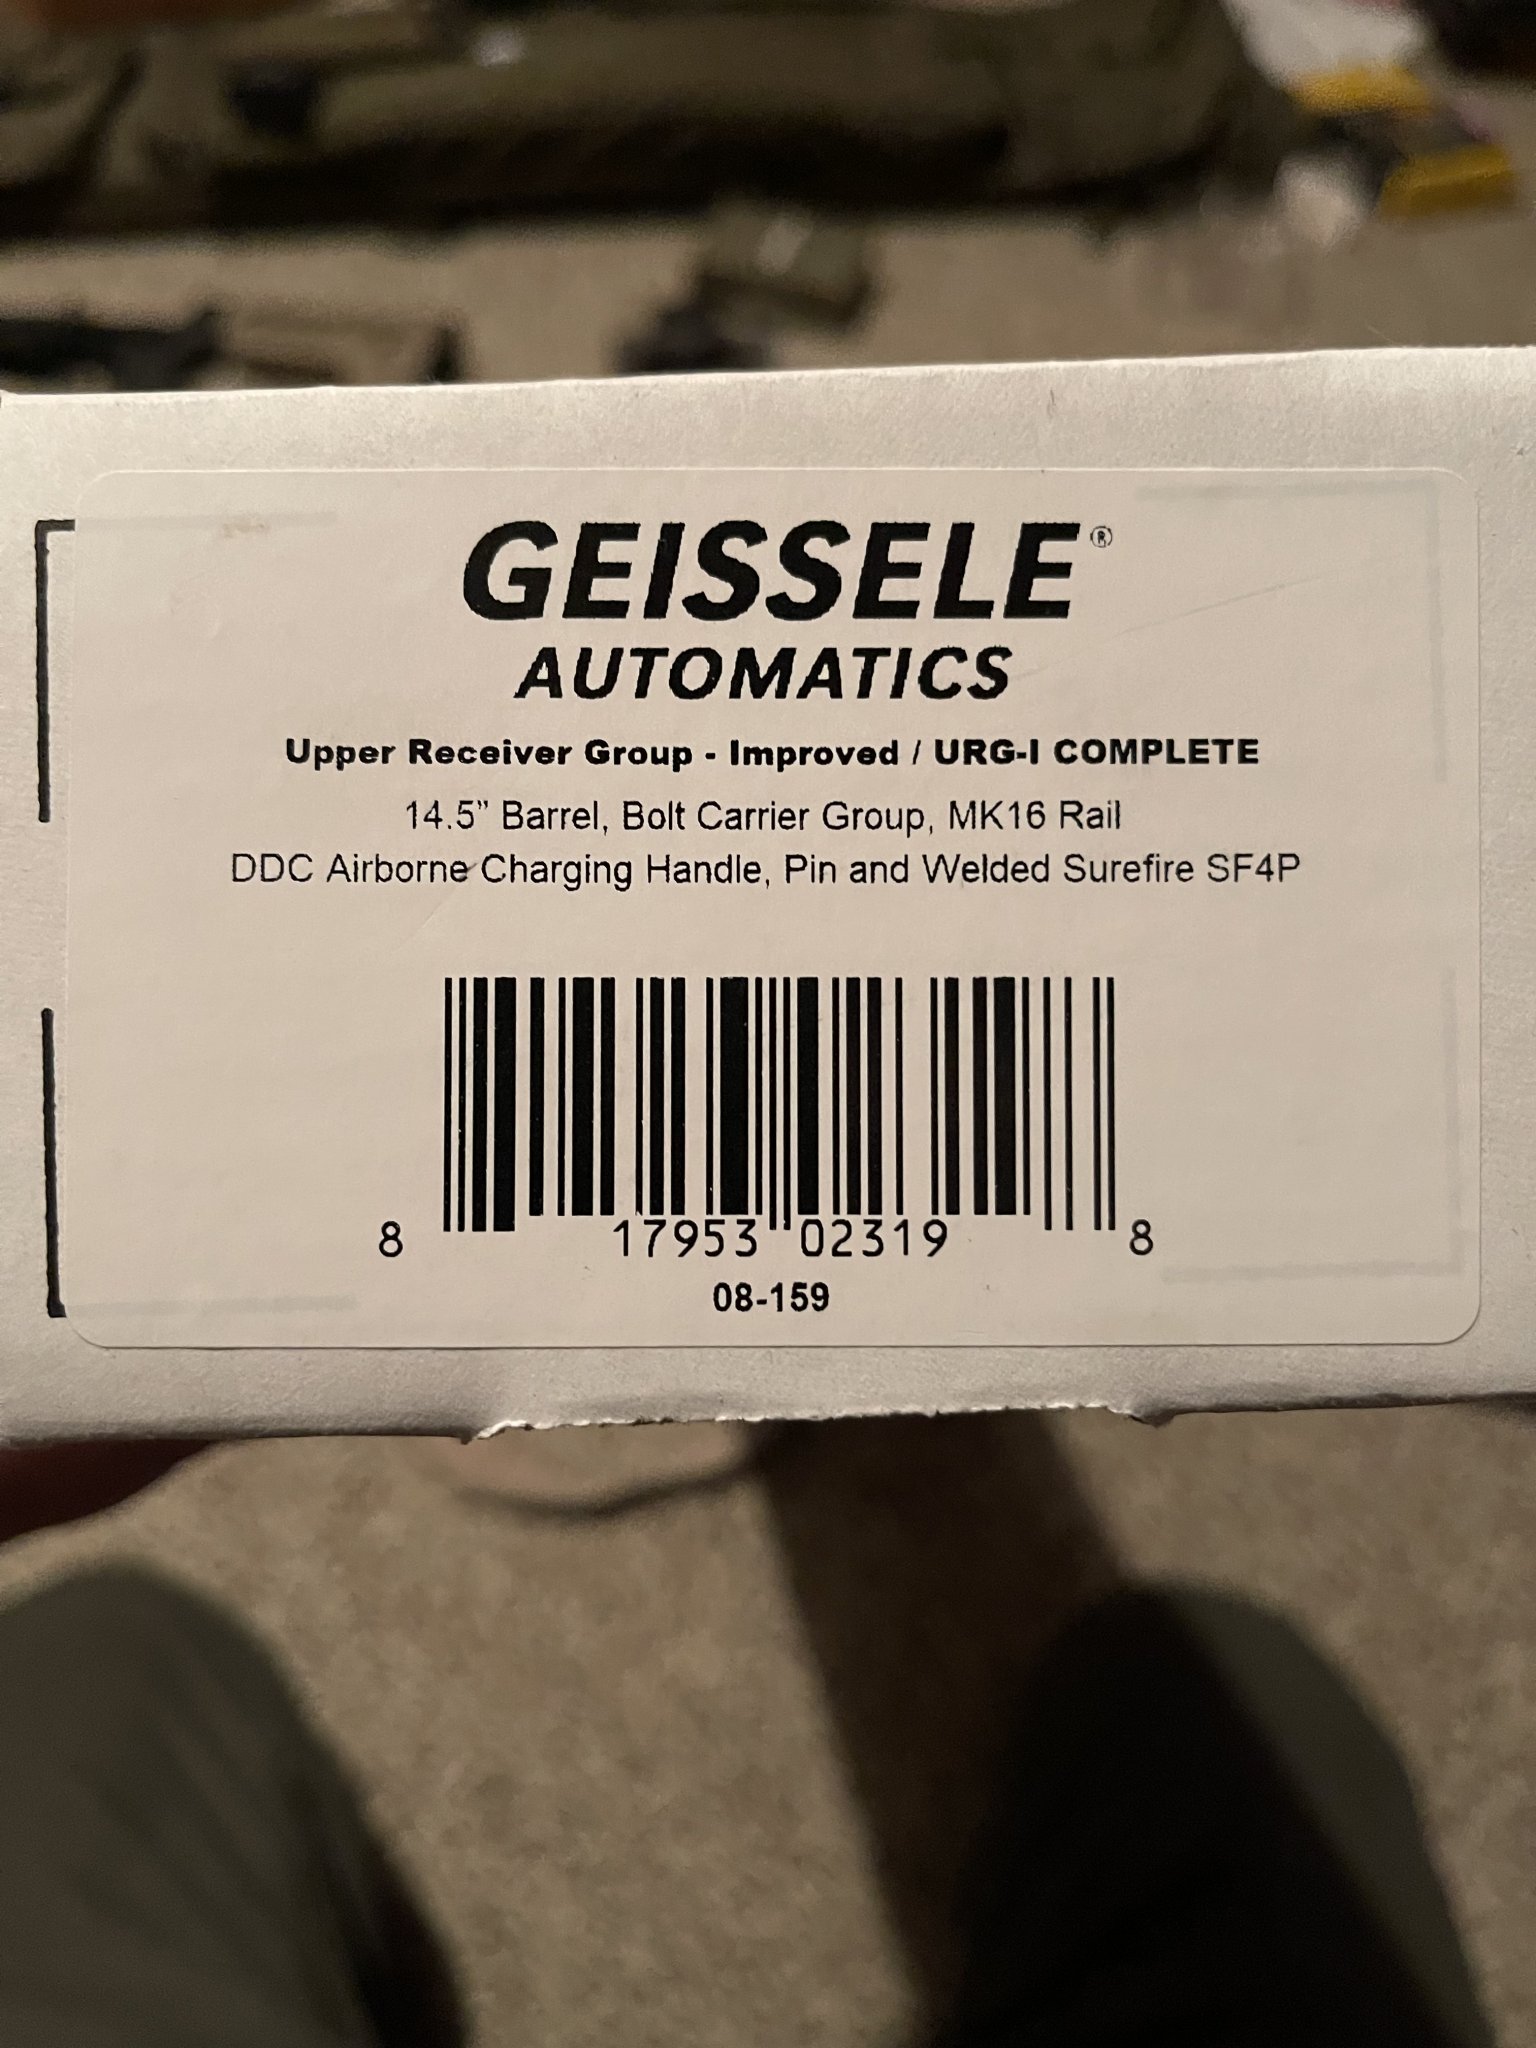 GEISSELE®
AUTOMATICS
Upper Receiver Group - Improved / URG-I COMPLETE
14.5” Barrel, Bolt Carrier Group, MK16 Rail
DDC Airborne Charging Handle, Pin and Welded Surefire SF4P
8 17953 02319 8
08-159